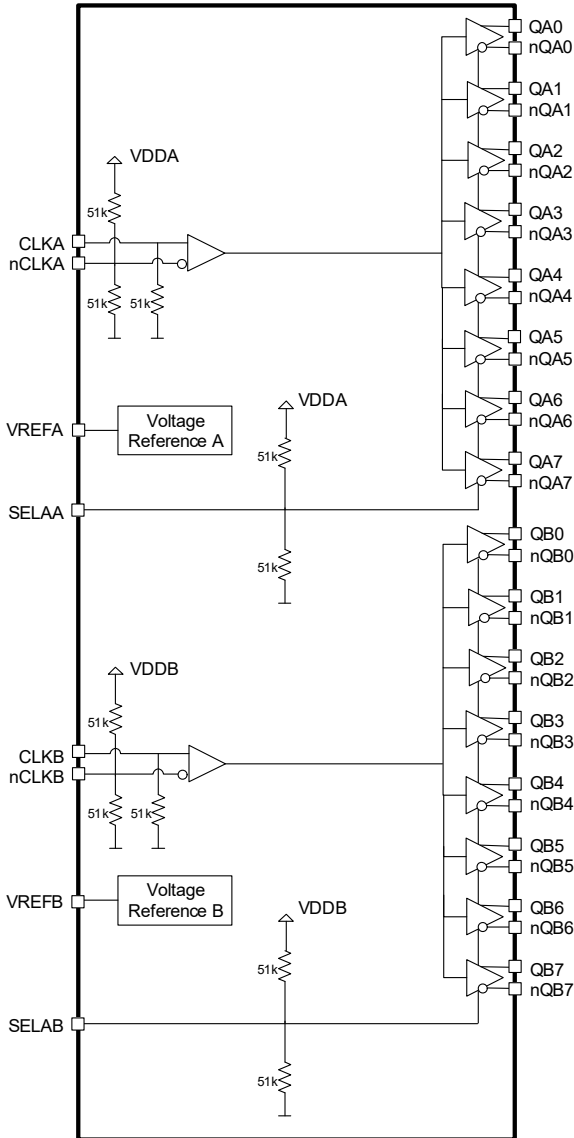 QA0
nQA0
QA1
nQA1
VDDA
QA2
nQA2
51k
QA3
nQA3
CLKA
nCLKA
QA4
nQA4
51k
51k
QA5
nQA5
VDDA
QA6
nQA6
VREFA
Voltage
Reference A
51k
QA7
nQA7
SELAA
QB0
nQB0
51k
QB1
nQB1
VDDB
QB2
nQB2
51k
QB3
nQB3
CLKB
nCLKB
QB4
nQB4
51k
51k
QB5
nQB5
VREFB
Voltage
Reference B
VDDB
QB6
nQB6
51k
QB7
nQB7
SELAB
51k